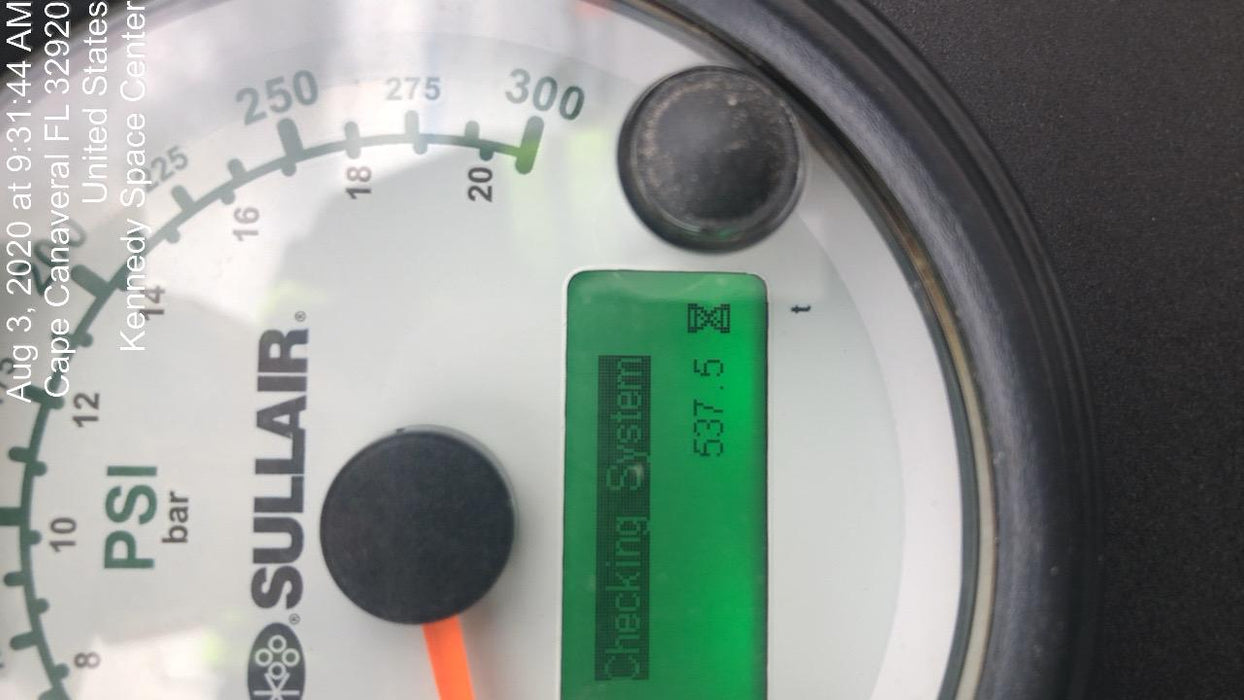 Aug 3, 2020 at 9:31:44 AM
Cape Canaveral FL 32920
United States
Kennedy Space Center
8
10
12
14
16
18
20
200
225
250
275
300
PSI
bar
SULLAIR®
Checking System
537.5
t